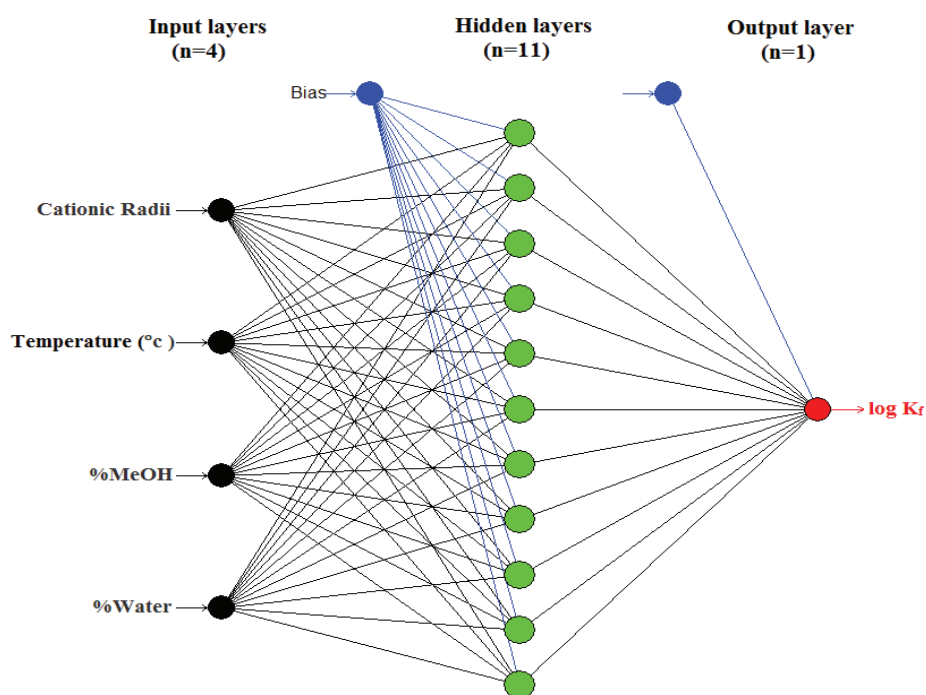 Input layers
(n=4)
Hidden layers
(n=11)
Output layer
(n=1)
Bias
Cationic Radii
Temperature (°c )
%MeOH
%Water
log Kf